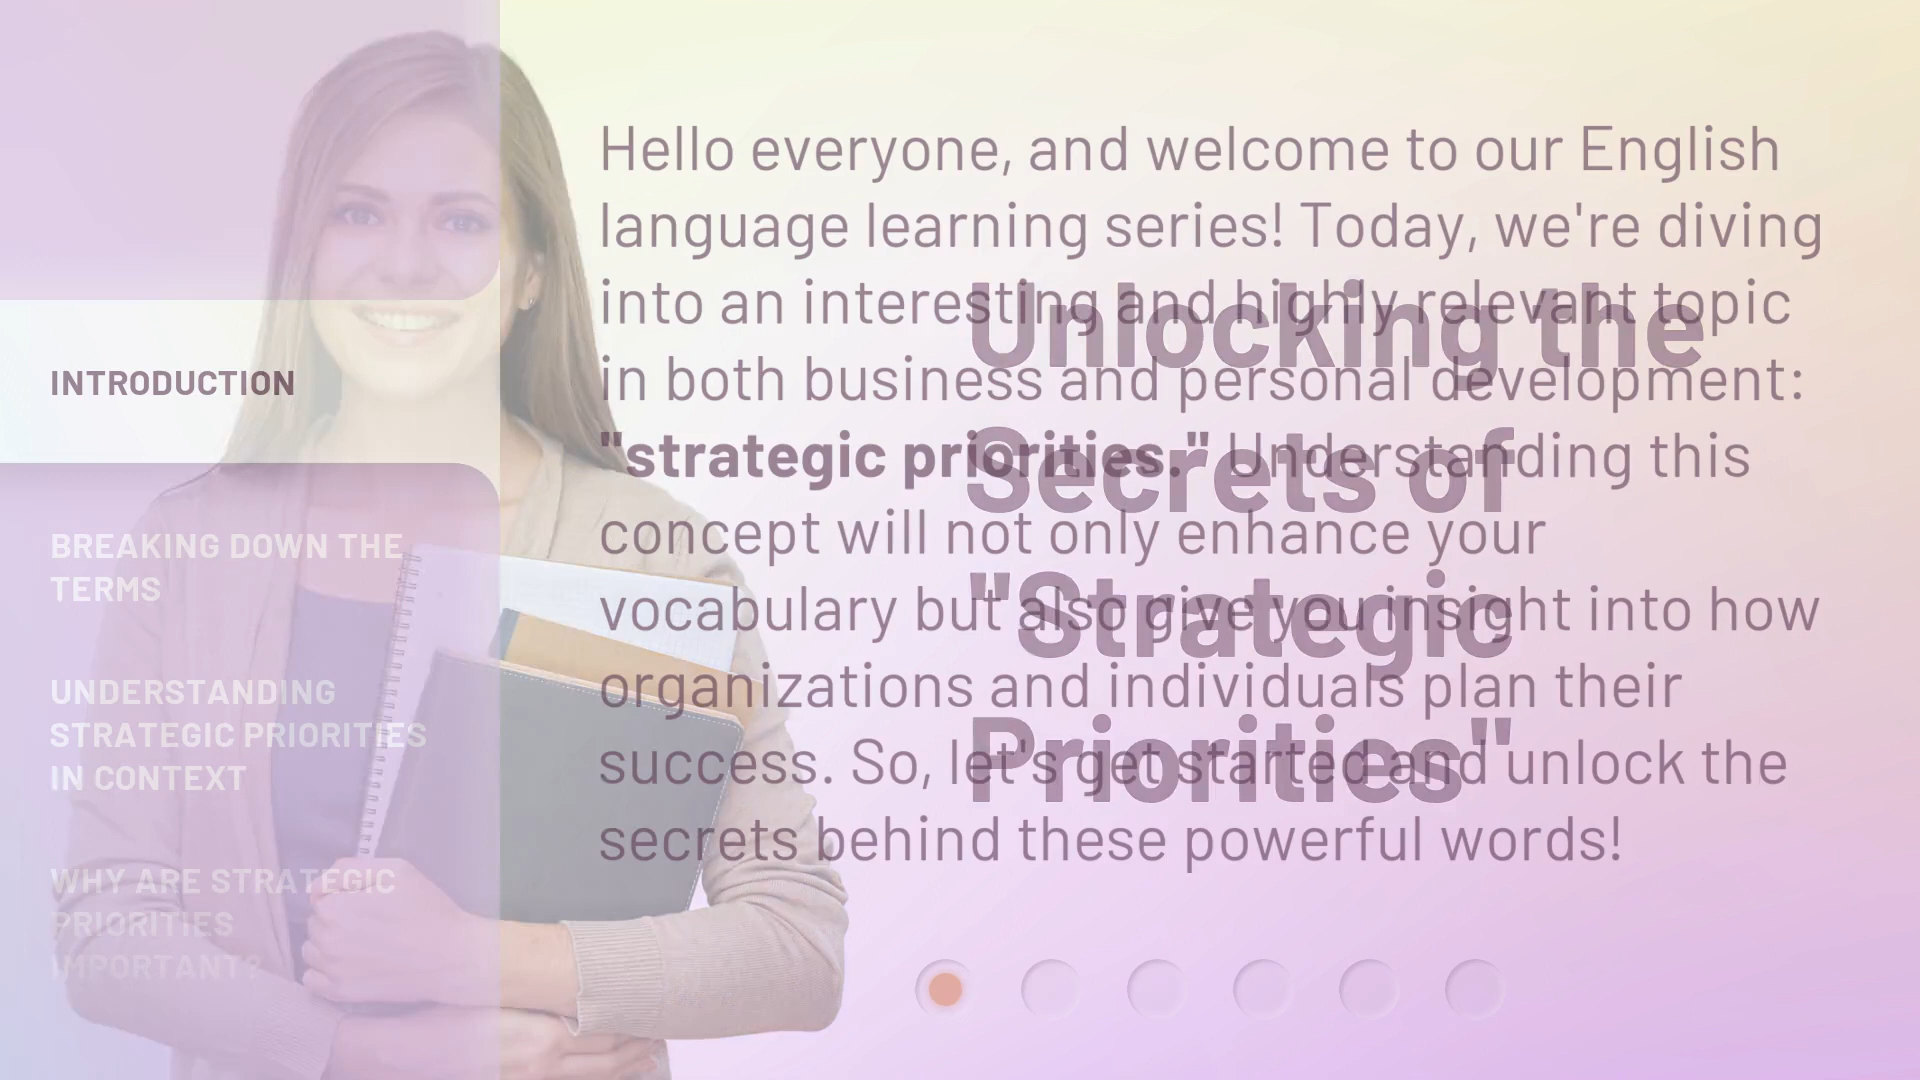 INTRODUCTION
BREAKING DOWN THE
TERMS
UNDERSTANDING
STRATEGIC PRIORITIES
IN CONTEXT
WHY ARE STRATEGIC
PRIORITIES
IMPORTANT?
Hello everyone, and welcome to our English
language learning series! Today, we're diving
into an interesting and highly relevant topic
in both business and personal development:
"strategic priorities." Understanding this
concept will not only enhance your
vocabulary but also give you insight into how
organizations and individuals plan their
success. So, let's get started and unlock the
secrets behind these powerful words!
Unlocking the
Secrets of
"Strategic
Priorities"